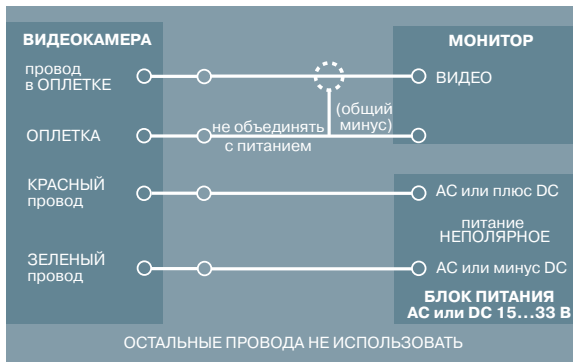 ВИДЕОКАМЕРА
МОНИТОР
провод
в ОПЛЕТКЕ
ВИДЕО
(общий
минус)
ОПЛЕТКА
не объединять
с питанием
КРАСНЫЙ
провод
АС или плюс DC
питание
НЕПОЛЯРНОЕ
ЗЕЛЕНЫЙ
провод
АС или минус DC
БЛОК ПИТАНИЯ
АС или DC 15...33 В
ОСТАЛЬНЫЕ ПРОВОДА НЕ ИСПОЛЬЗОВАТЬ